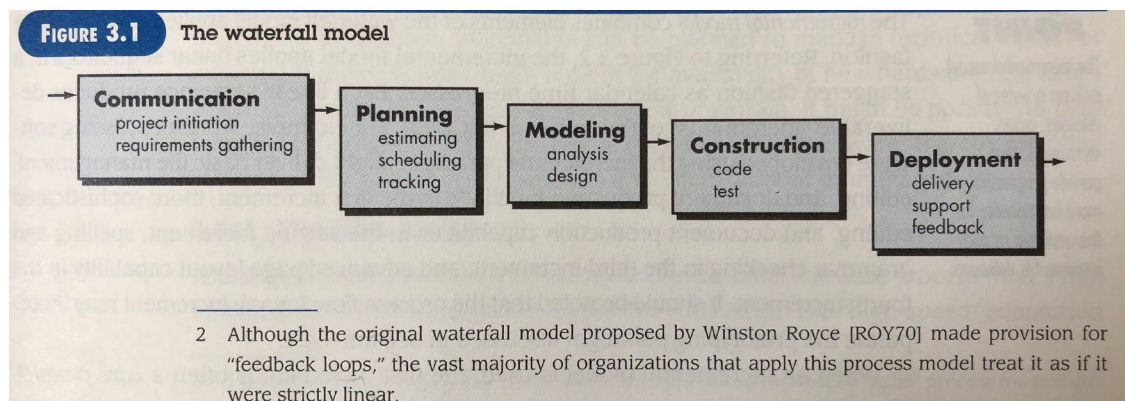 FIGURE 3.1
The waterfall model
Communication
project initiation
requirements gathering
Planning
estimating
scheduling
tracking
Modeling
analysis
design
Construction
code
test
Deployment
delivery
support
feedback
2 Although the original waterfall model proposed by Winston Royce [ROY70] made provision for
“feedback loops,” the vast majority of organizations that apply this process model treat it as if it
were strictly linear.